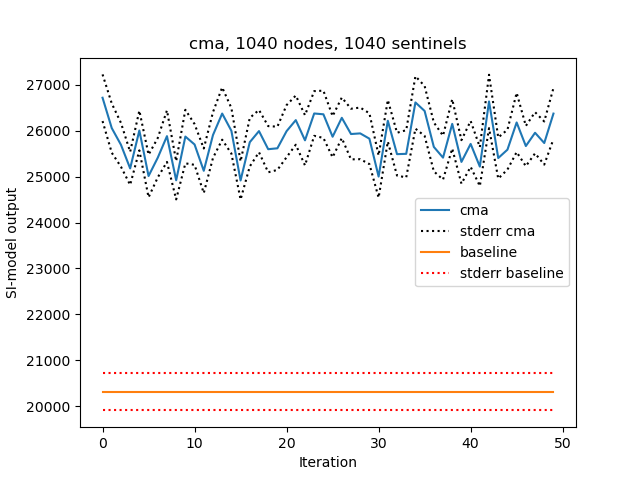 cma, 1040 nodes, 1040 sentinels
SI-model output
27000
26000
25000
24000
23000
22000
21000
20000
cma
stderr cma
baseline
stderr baseline
0 10 20 30 40 50
Iteration